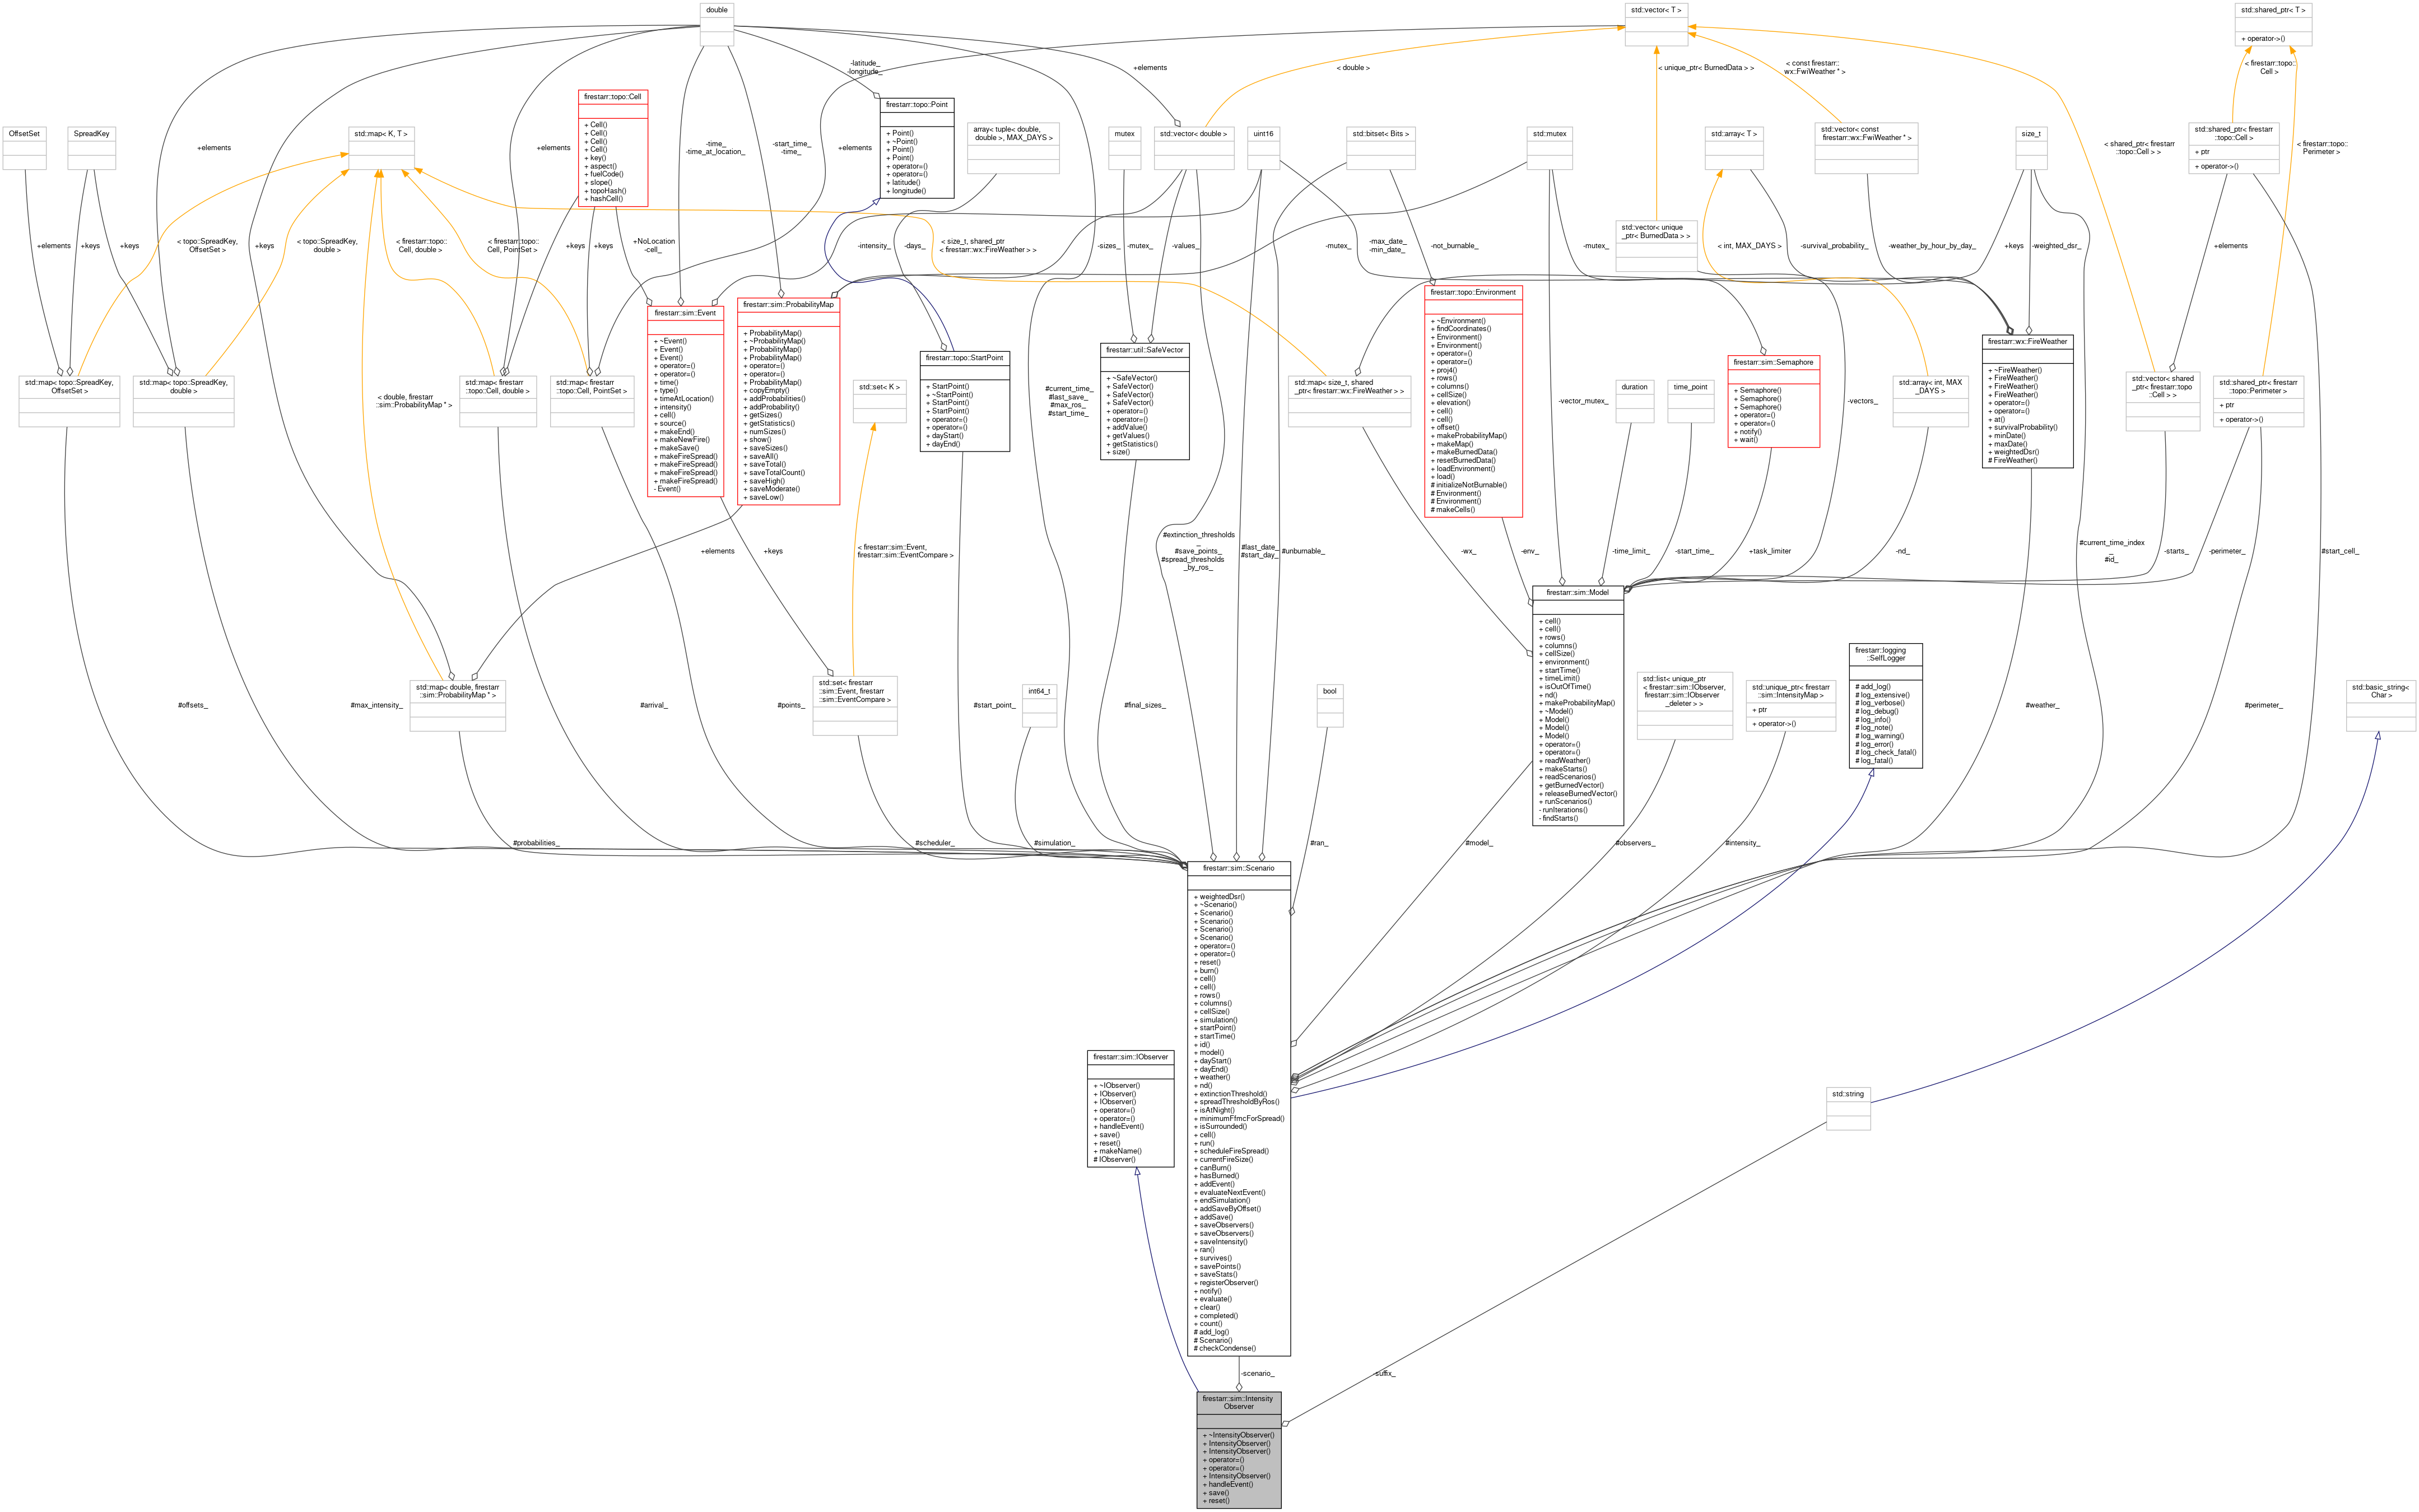 double
std::vector< T >
std::shared_ptr< T >
+ operator->()
-latitude_
-longitude_
+elements
< double >
< unique_ptr< BurnedData > >
< const firestarr::
wx::FwiWeather * >
< firestarr::topo::
Cell >
firestarr::topo::Cell
+ Cell()
+ Cell()
+ Cell()
+ Cell()
+ key()
+ aspect()
+ fuelCode()
+ slope()
+ topoHash()
+ hashCell()
firestarr::topo::Point
+ Point()
+ ~Point()
+ Point()
+ Point()
+ operator=()
+ operator=()
+ latitude()
+ longitude()
OffsetSet
SpreadKey
std::map< K, T >
array< tuple< double,
double >, MAX_DAYS >
mutex
std::vector< double >
uint16
std::bitset< Bits >
std::mutex
std::array< T >
std::vector< const
firestarr::wx::FwiWeather * >
size_t
std::shared_ptr< firestarr
::topo::Cell >
+ ptr
+ operator->()
+elements
+elements
-time_
-time_at_location_
-start_time_
-time_
+elements
< shared_ptr< firestarr
::topo::Cell > >
< firestarr::topo::
Perimeter >
std::vector< unique
_ptr< BurnedData > >
+elements
+keys
+keys
< topo::SpreadKey,
OffsetSet >
+keys
< topo::SpreadKey,
double >
< firestarr::topo::
Cell, double >
< firestarr::topo::
Cell, PointSet >
+keys
+keys
+NoLocation
-cell_
-intensity_
-days_
< size_t, shared_ptr
< firestarr::wx::FireWeather > >
-sizes_
-mutex_
-values_
-mutex_
-max_date_
-min_date_
-not_burnable_
-mutex_
< int, MAX_DAYS >
-survival_probability_
-weather_by_hour_by_day_
+keys
-weighted_dsr_
+elements
firestarr::sim::Event
+ ~Event()
+ Event()
+ Event()
+ operator=()
+ operator=()
+ time()
+ type()
+ timeAtLocation()
+ intensity()
+ cell()
+ source()
+ makeEnd()
+ makeNewFire()
+ makeSave()
+ makeFireSpread()
+ makeFireSpread()
+ makeFireSpread()
+ makeFireSpread()
- Event()
firestarr::sim::ProbabilityMap
+ ProbabilityMap()
+ ~ProbabilityMap()
+ ProbabilityMap()
+ ProbabilityMap()
+ operator=()
+ operator=()
+ ProbabilityMap()
+ copyEmpty()
+ addProbabilities()
+ addProbability()
+ getSizes()
+ getStatistics()
+ numSizes()
+ show()
+ saveSizes()
+ saveAll()
+ saveTotal()
+ saveTotalCount()
+ saveHigh()
+ saveModerate()
+ saveLow()
firestarr::topo::Environment
+ ~Environment()
+ findCoordinates()
+ Environment()
+ Environment()
+ operator=()
+ operator=()
+ proj4()
+ rows()
+ columns()
+ cellSize()
+ elevation()
+ cell()
+ cell()
+ offset()
+ makeProbabilityMap()
+ makeMap()
+ makeBurnedData()
+ resetBurnedData()
+ loadEnvironment()
+ load()
# initializeNotBurnable()
# Environment()
# Environment()
# makeCells()
firestarr::wx::FireWeather
+ ~FireWeather()
+ FireWeather()
+ FireWeather()
+ FireWeather()
+ operator=()
+ operator=()
+ at()
+ survivalProbability()
+ minDate()
+ maxDate()
+ weightedDsr()
# FireWeather()
firestarr::util::SafeVector
+ ~SafeVector()
+ SafeVector()
+ SafeVector()
+ SafeVector()
+ operator=()
+ operator=()
+ addValue()
+ getValues()
+ getStatistics()
+ size()
firestarr::topo::StartPoint
+ StartPoint()
+ ~StartPoint()
+ StartPoint()
+ StartPoint()
+ operator=()
+ operator=()
+ dayStart()
+ dayEnd()
firestarr::sim::Semaphore
+ Semaphore()
+ Semaphore()
+ Semaphore()
+ operator=()
+ operator=()
+ notify()
+ wait()
std::map< topo::SpreadKey,
OffsetSet >
std::map< topo::SpreadKey,
double >
< double, firestarr
::sim::ProbabilityMap * >
std::map< firestarr
::topo::Cell, double >
std::map< firestarr
::topo::Cell, PointSet >
std::set< K >
#current_time_
#last_save_
#max_ros_
#start_time_
std::map< size_t, shared
_ptr< firestarr::wx::FireWeather > >
-vector_mutex_
duration
time_point
-vectors_
std::array< int, MAX
_DAYS >
std::vector< shared
_ptr< firestarr::topo
::Cell > >
std::shared_ptr< firestarr
::topo::Perimeter >
+ ptr
+ operator->()
+elements
+keys
< firestarr::sim::Event,
firestarr::sim::EventCompare >
#extinction_thresholds
_
#save_points_
#spread_thresholds
_by_ros_
#last_date_
#start_day_
#unburnable_
-wx_
-env_
-time_limit_
-start_time_
+task_limiter
-nd_
#current_time_index
_
#id_
-starts_
-perimeter_
#start_cell_
firestarr::sim::Model
+ cell()
+ cell()
+ rows()
+ columns()
+ cellSize()
+ environment()
+ startTime()
+ timeLimit()
+ isOutOfTime()
+ nd()
+ makeProbabilityMap()
+ ~Model()
+ Model()
+ Model()
+ Model()
+ operator=()
+ operator=()
+ readWeather()
+ makeStarts()
+ readScenarios()
+ getBurnedVector()
+ releaseBurnedVector()
+ runScenarios()
- runIterations()
- findStarts()
firestarr::logging
::SelfLogger
# add_log()
# log_extensive()
# log_verbose()
# log_debug()
# log_info()
# log_note()
# log_warning()
# log_error()
# log_check_fatal()
# log_fatal()
#offsets_
#max_intensity_
std::map< double, firestarr
::sim::ProbabilityMap * >
#arrival_
#points_
std::set< firestarr
::sim::Event, firestarr
::sim::EventCompare >
#start_point_
int64_t
#final_sizes_
bool
std::list< unique_ptr
< firestarr::sim::IObserver,
firestarr::sim::IObserver
_deleter > >
std::unique_ptr< firestarr
::sim::IntensityMap >
+ ptr
+ operator->()
#weather_
#perimeter_
std::basic_string<
Char >
#probabilities_
#scheduler_
#simulation_
#ran_
#model_
#observers_
#intensity_
firestarr::sim::Scenario
+ weightedDsr()
+ ~Scenario()
+ Scenario()
+ Scenario()
+ Scenario()
+ Scenario()
+ operator=()
+ operator=()
+ reset()
+ burn()
+ cell()
+ cell()
+ rows()
+ columns()
+ cellSize()
+ simulation()
+ startPoint()
+ startTime()
+ id()
+ model()
+ dayStart()
+ dayEnd()
+ weather()
+ nd()
+ extinctionThreshold()
+ spreadThresholdByRos()
+ isAtNight()
+ minimumFfmcForSpread()
+ isSurrounded()
+ cell()
+ run()
+ scheduleFireSpread()
+ currentFireSize()
+ canBurn()
+ hasBurned()
+ addEvent()
+ evaluateNextEvent()
+ endSimulation()
+ addSaveByOffset()
+ addSave()
+ saveObservers()
+ saveObservers()
+ saveIntensity()
+ ran()
+ survives()
+ savePoints()
+ saveStats()
+ registerObserver()
+ notify()
+ evaluate()
+ clear()
+ completed()
+ count()
# add_log()
# Scenario()
# checkCondense()
firestarr::sim::IObserver
+ ~IObserver()
+ IObserver()
+ IObserver()
+ operator=()
+ operator=()
+ handleEvent()
+ save()
+ reset()
+ makeName()
# IObserver()
std::string
-scenario_
-suffix_
firestarr::sim::Intensity
Observer
+ ~IntensityObserver()
+ IntensityObserver()
+ IntensityObserver()
+ operator=()
+ operator=()
+ IntensityObserver()
+ handleEvent()
+ save()
+ reset()